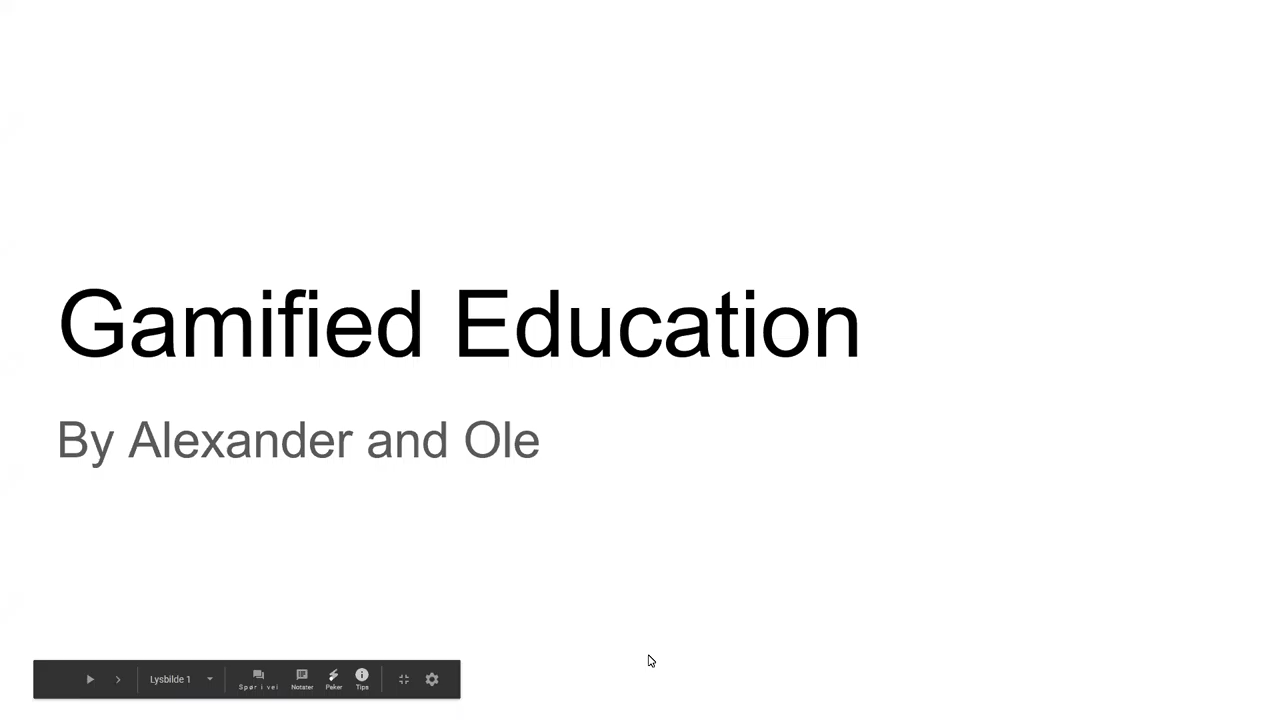 Gamified Education
By Alexander and Ole
Lysbilde 1
Spør i vei
Notater
Peker
Tips